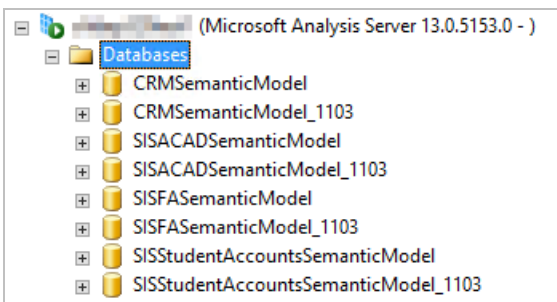 (Microsoft Analysis Server 13.0.5153.0 - )
Databases
CRMSemanticModel
CRMSemanticModel_1103
SISACADSemanticModel
SISACADSemanticModel_1103
SISFASemanticModel
SISFASemanticModel_1103
SISStudentAccountsSemanticModel
SISStudentAccountsSemanticModel_1103